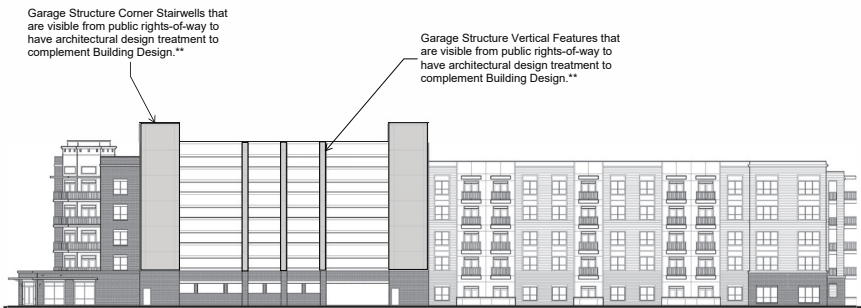 Garage Structure Corner Stairwells that
are visible from public rights-of-way to
have architectural design treatment to
complement Building Design.**
Garage Structure Vertical Features that
are visible from public rights-of-way to
have architectural design treatment to
complement Building Design.**